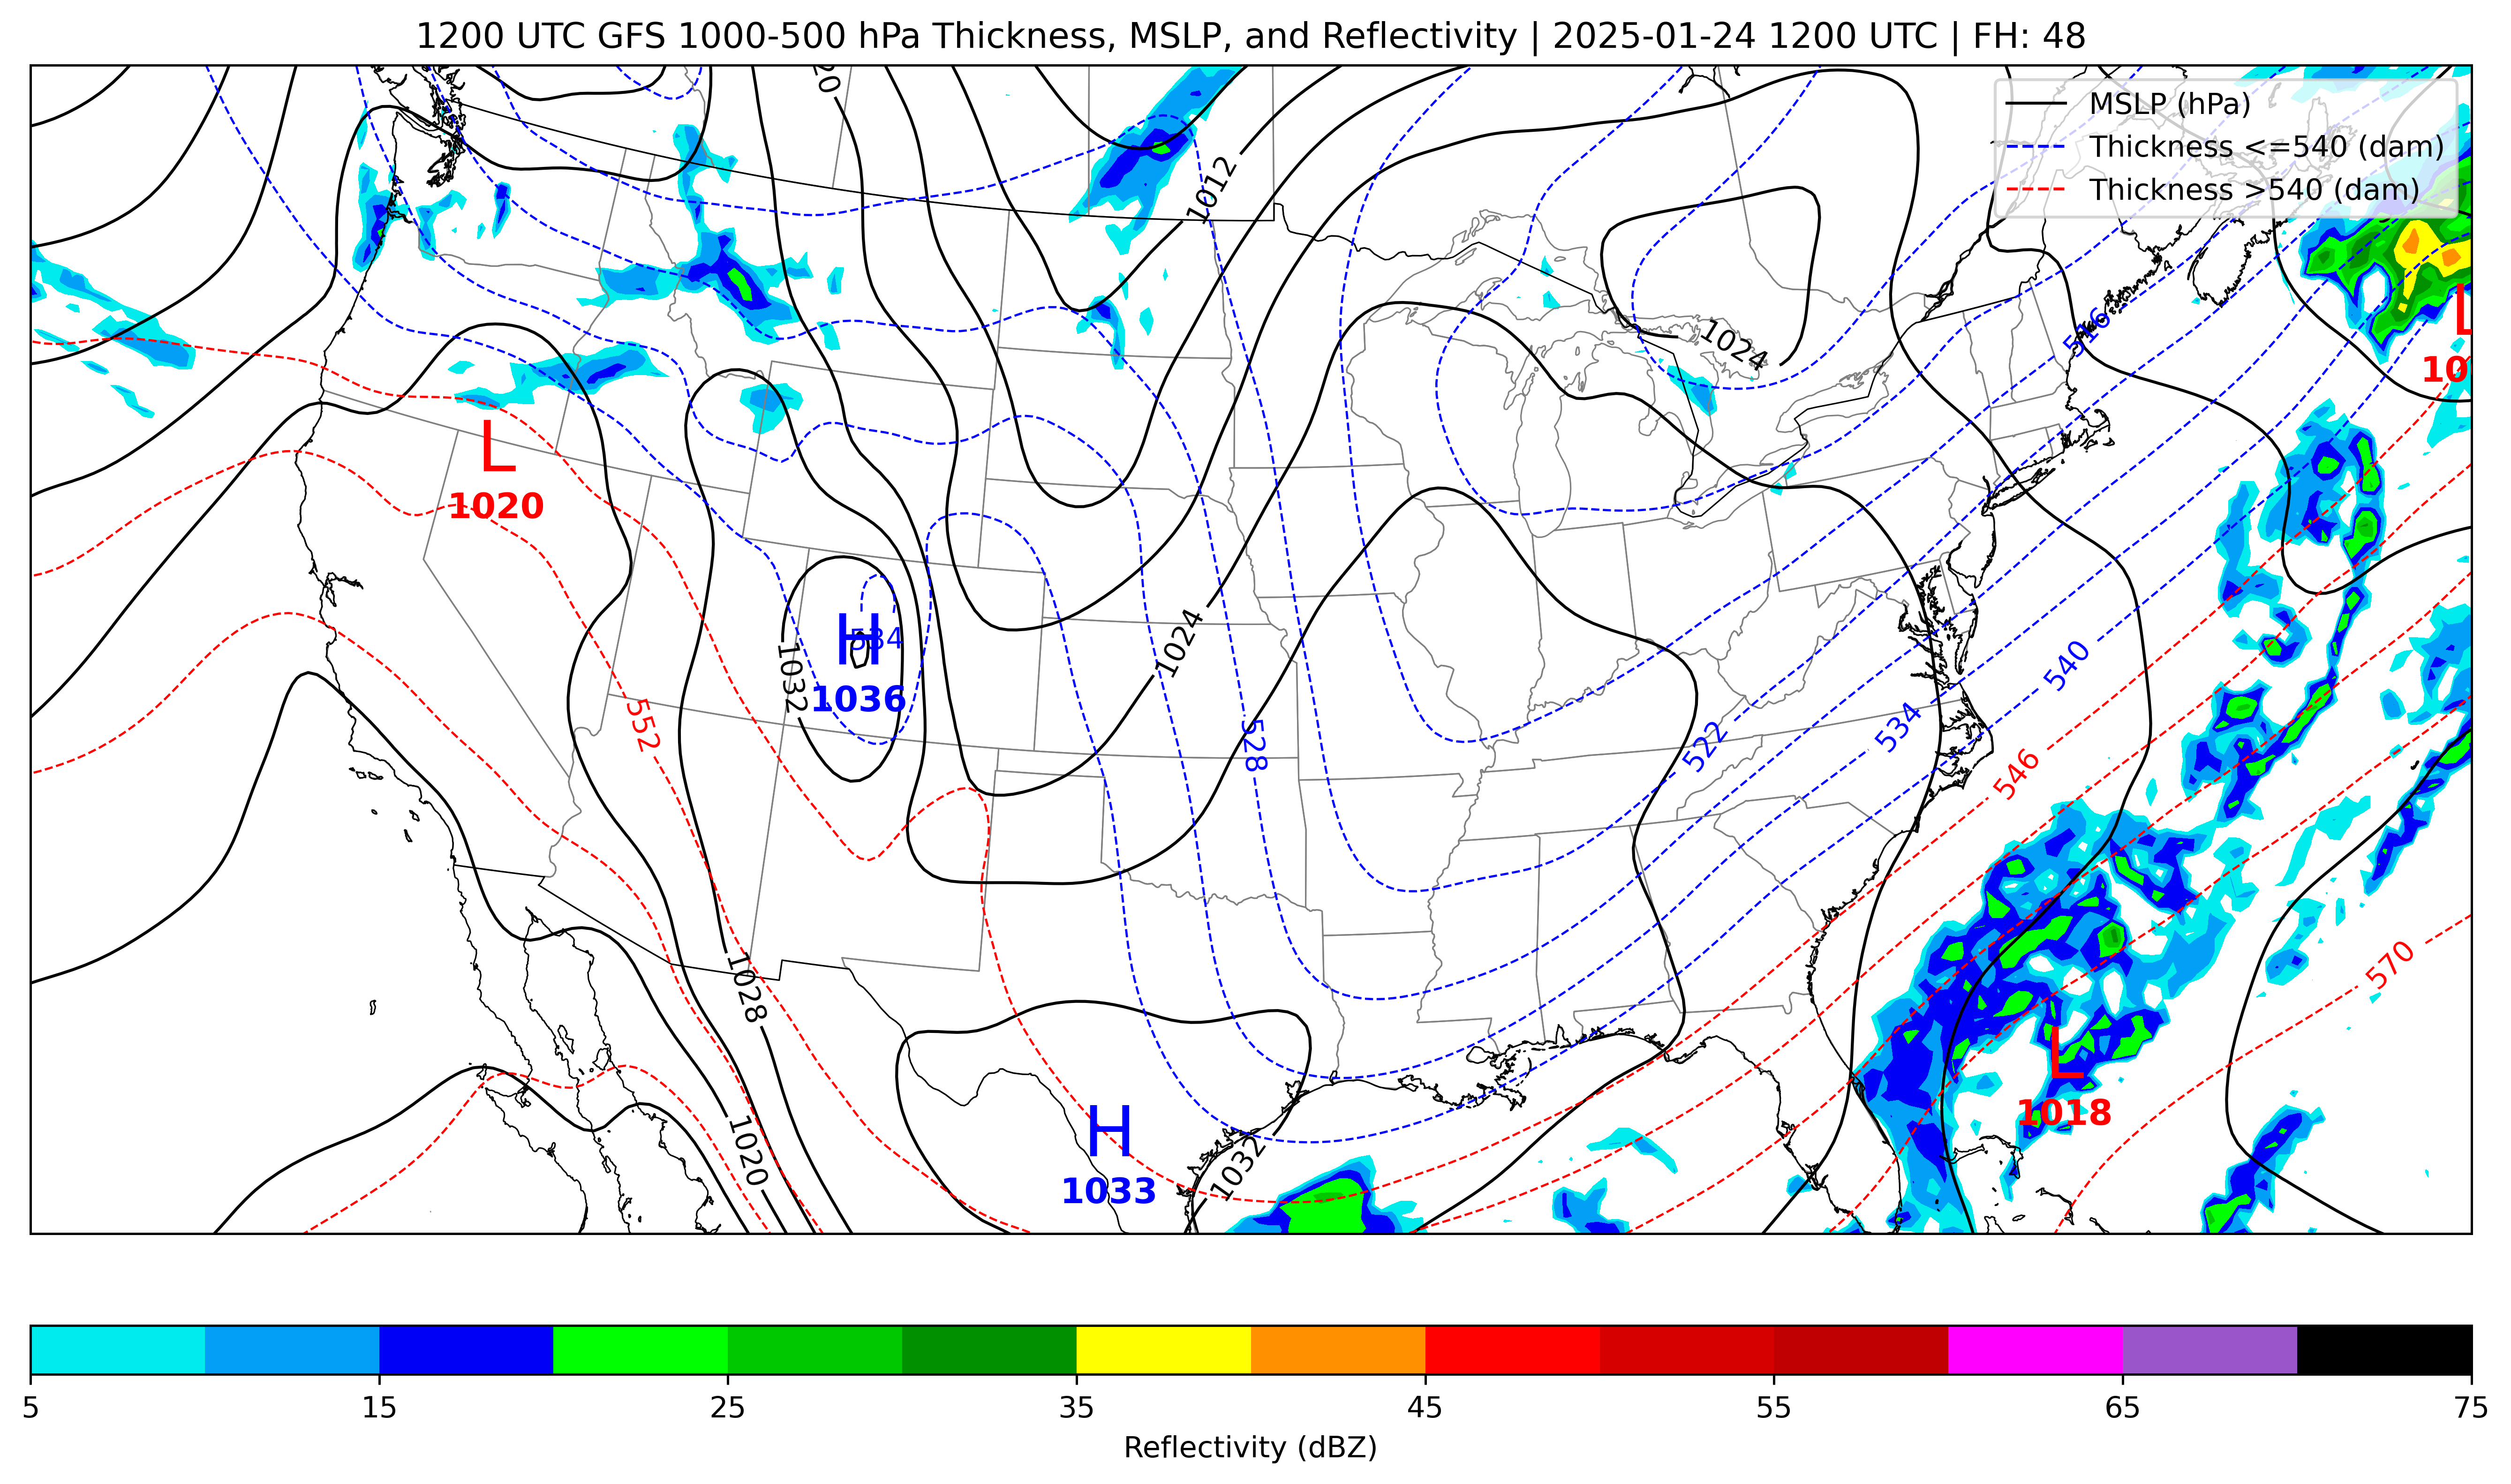 1200 UTC GFS 1000-500 hPa Thickness, MSLP, and Reflectivity | 2025-01-24 1200 UTC | FH: 48
MSLP (hPa)
Thickness <=540 (dam)
Thickness >540 (dam)
1012
1024
516
L
10
L
1020
1024
H
534
1036
1032
540
552
528
522
534
546
570
1028
L
1018
H
1033
1032
1020
5 15 25 35 45 55 65 75
Reflectivity (dBZ)